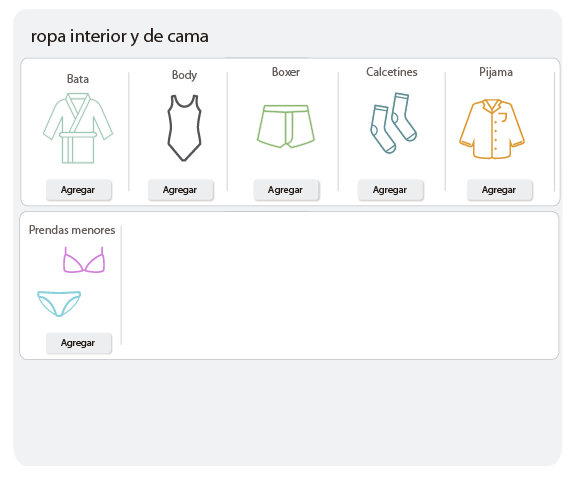 ropa interior y de cama
Bata
Body
Boxer
Calcetines
Pijama
Agregar
Agregar
Agregar
Agregar
Agregar
Prendas menores
Agregar